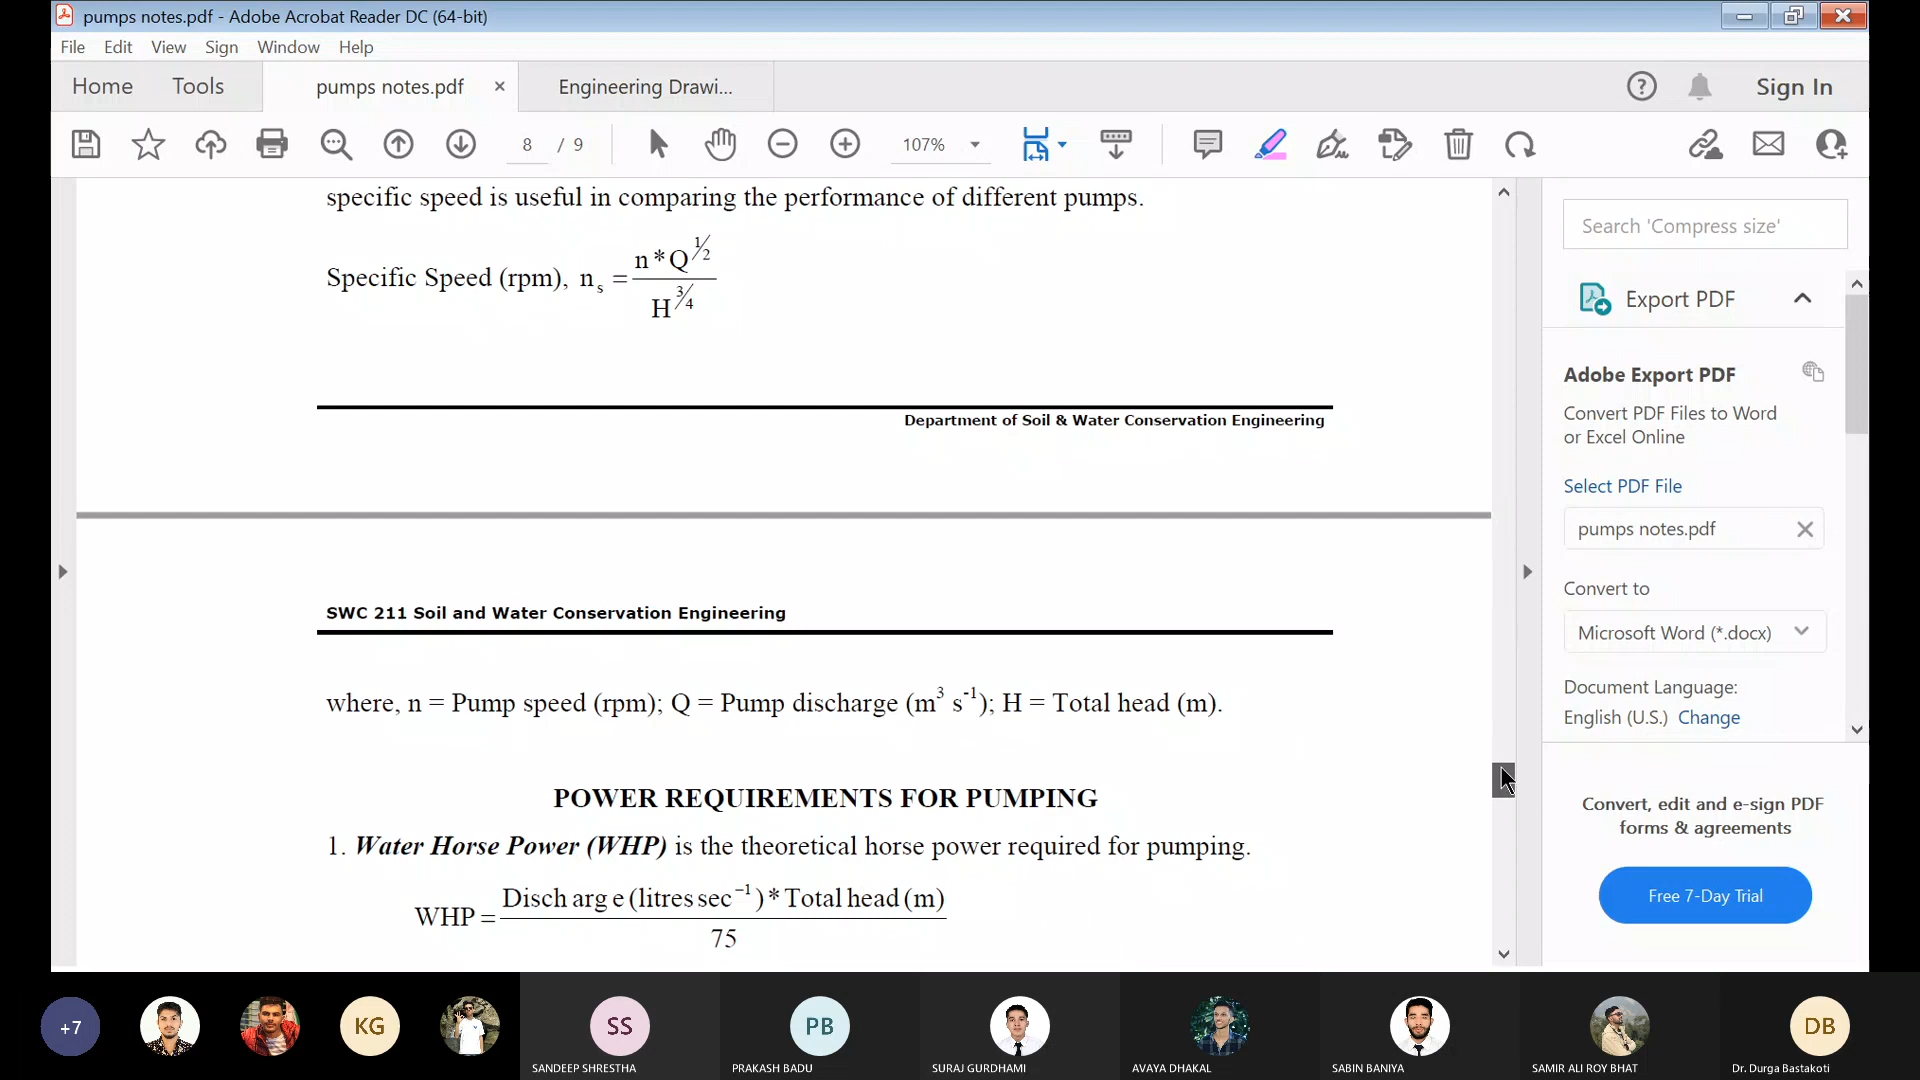 pumps notes.pdf - Adobe Acrobat Reader DC (64-bit)
File Edit View Sign Window Help
Home Tools pumps notes.pdf × Engineering Drawi... Sign In
8 / 9 107%
specific speed is useful in comparing the performance of different pumps.
Specific Speed (rpm), nₛ = n * Q^1/2 / H^3/4
Department of Soil & Water Conservation Engineering
SWC 211 Soil and Water Conservation Engineering
where, n = Pump speed (rpm); Q = Pump discharge (m³ s⁻¹); H = Total head (m).
POWER REQUIREMENTS FOR PUMPING
1. Water Horse Power (WHP) is the theoretical horse power required for pumping.
WHP = Disch arg e (litres sec⁻¹) * Total head (m) / 75
Search 'Compress size'
Export PDF
Adobe Export PDF
Convert PDF Files to Word
or Excel Online
Select PDF File
pumps notes.pdf
Convert to
Microsoft Word (*.docx)
Document Language:
English (U.S.) Change
Convert, edit and e-sign PDF
forms & agreements
Free 7-Day Trial
+7 KG SS PB DB
SANDEEP SHRESTHA PRAKASH BADU SURAJ GURDHAMI AVAYA DHAKAL SABIN BANIYA SAMIR ALI ROY BHAT Dr. Durga Bastakoti